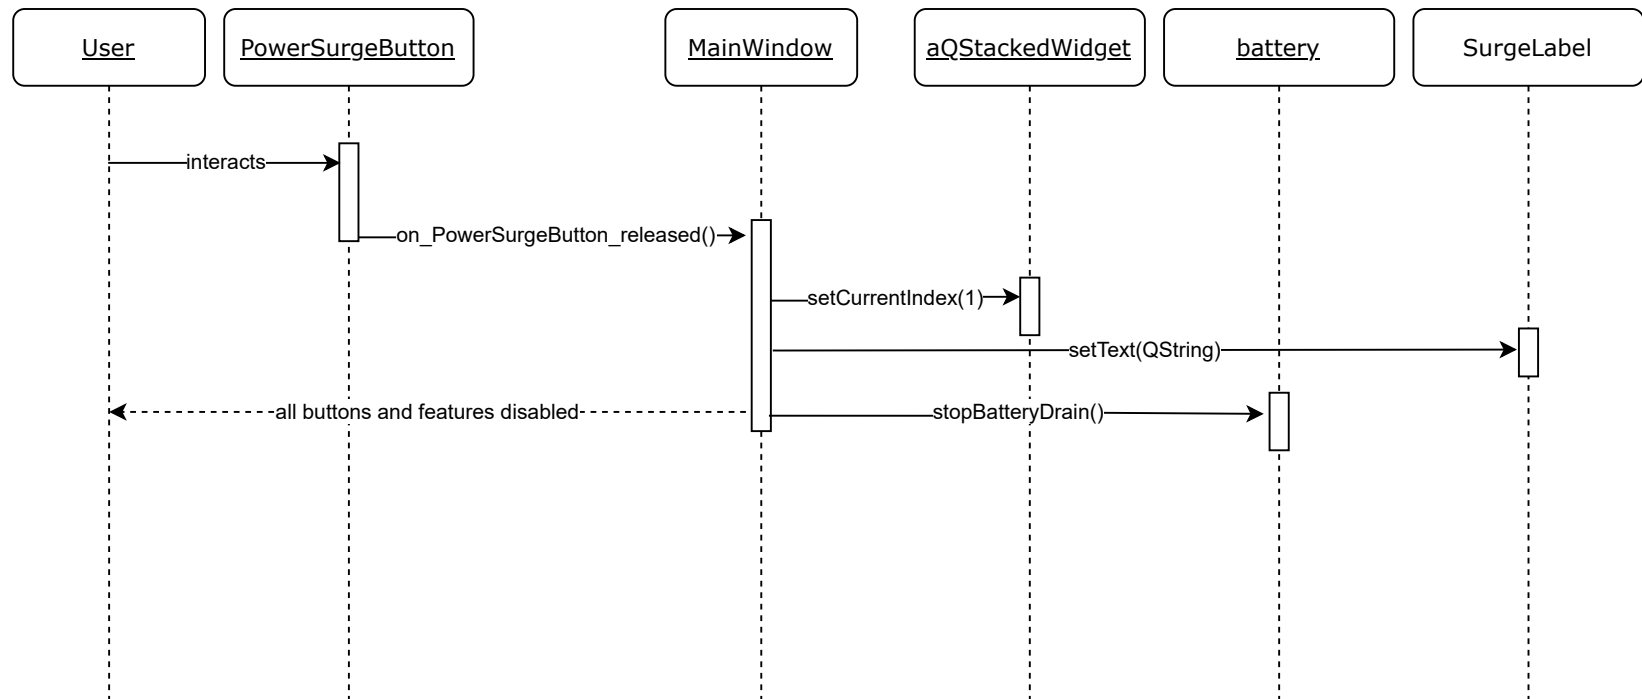 User
PowerSurgeButton
MainWindow
aQStackedWidget
battery
SurgeLabel
interacts
on_PowerSurgeButton_released()
setCurrentIndex(1)
setText(QString)
all buttons and features disabled
stopBatteryDrain()